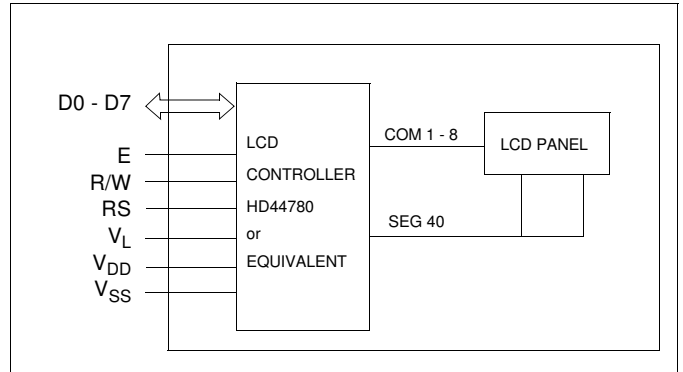 D0 - D7
E
R/W
RS
VL
VDD
VSS
LCD
CONTROLLER
HD44780
or
EQUIVALENT
COM 1 - 8
SEG 40
LCD PANEL